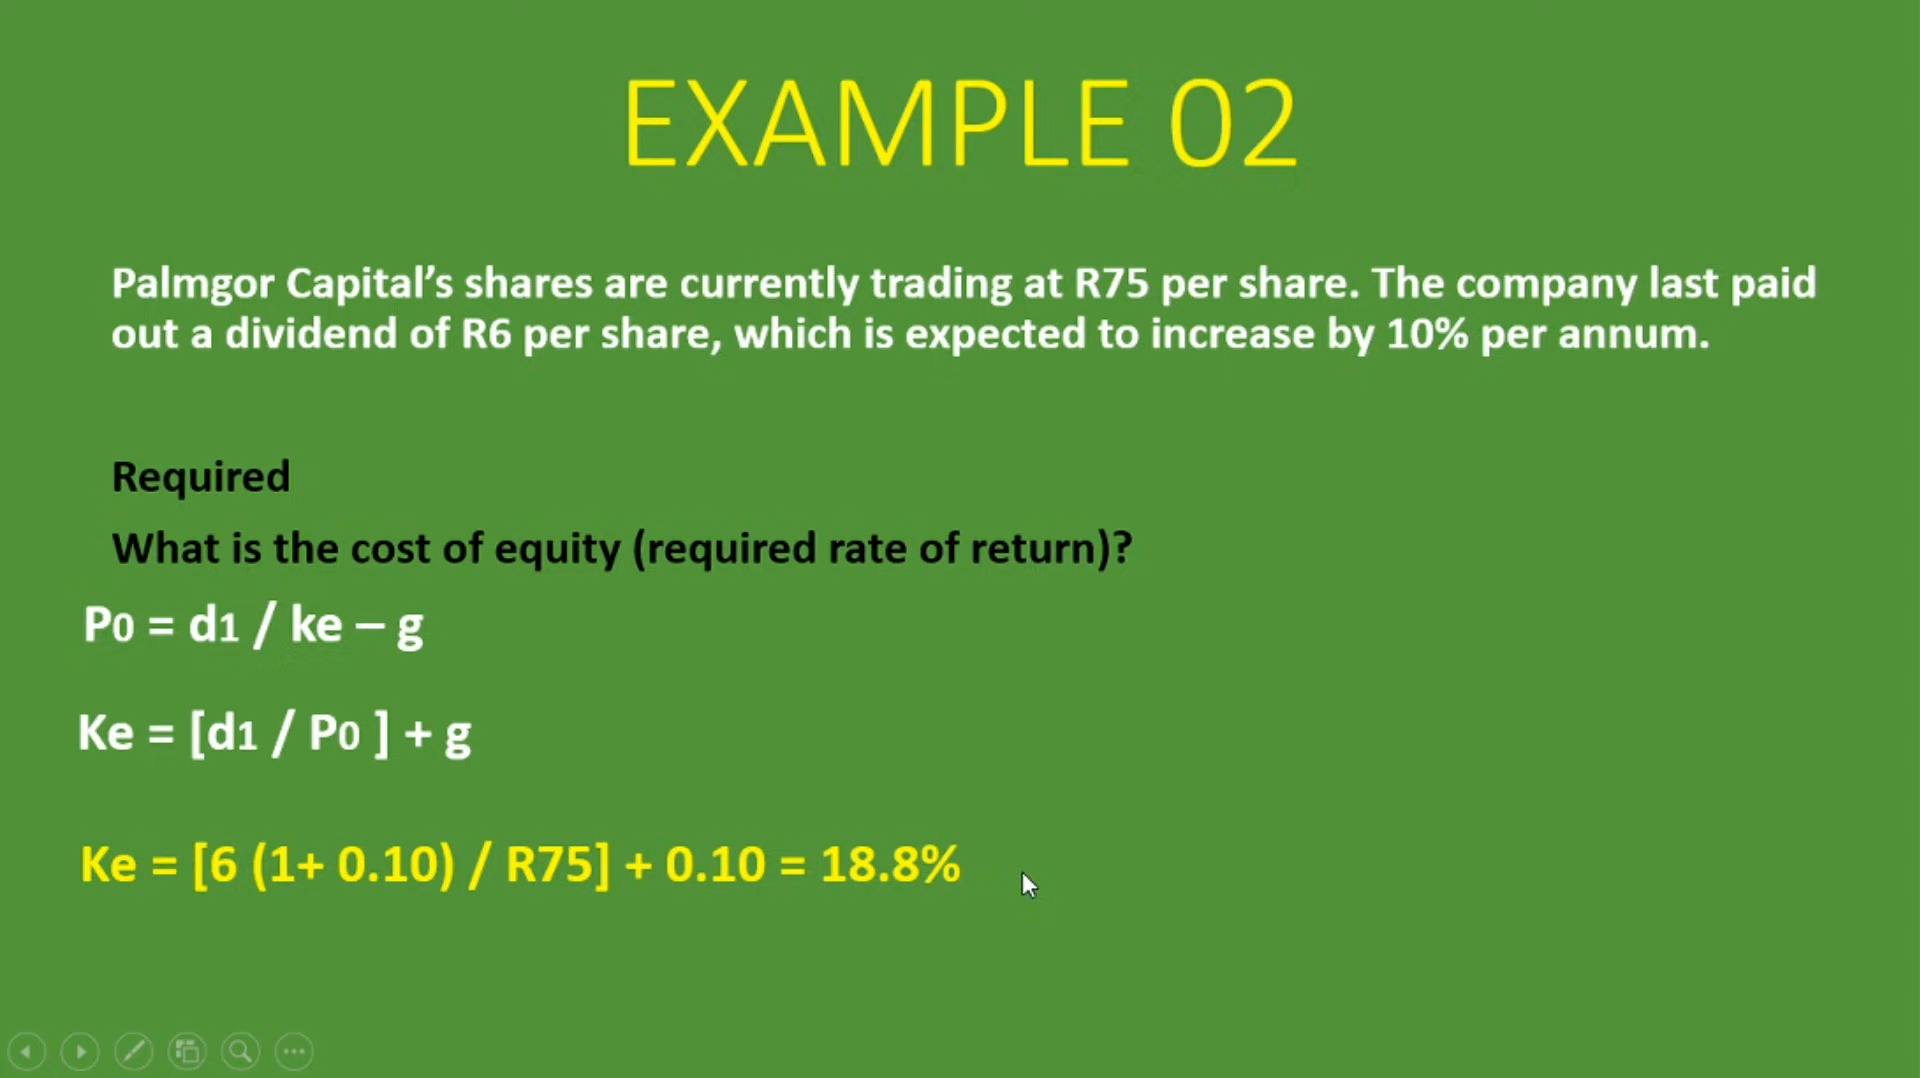 EXAMPLE 02
Palmgor Capital’s shares are currently trading at R75 per share. The company last paid
out a dividend of R6 per share, which is expected to increase by 10% per annum.
Required
What is the cost of equity (required rate of return)?
P0 = d1 / ke – g
Ke = [d1 / P0 ] + g
Ke = [6 (1+ 0.10) / R75] + 0.10 = 18.8%